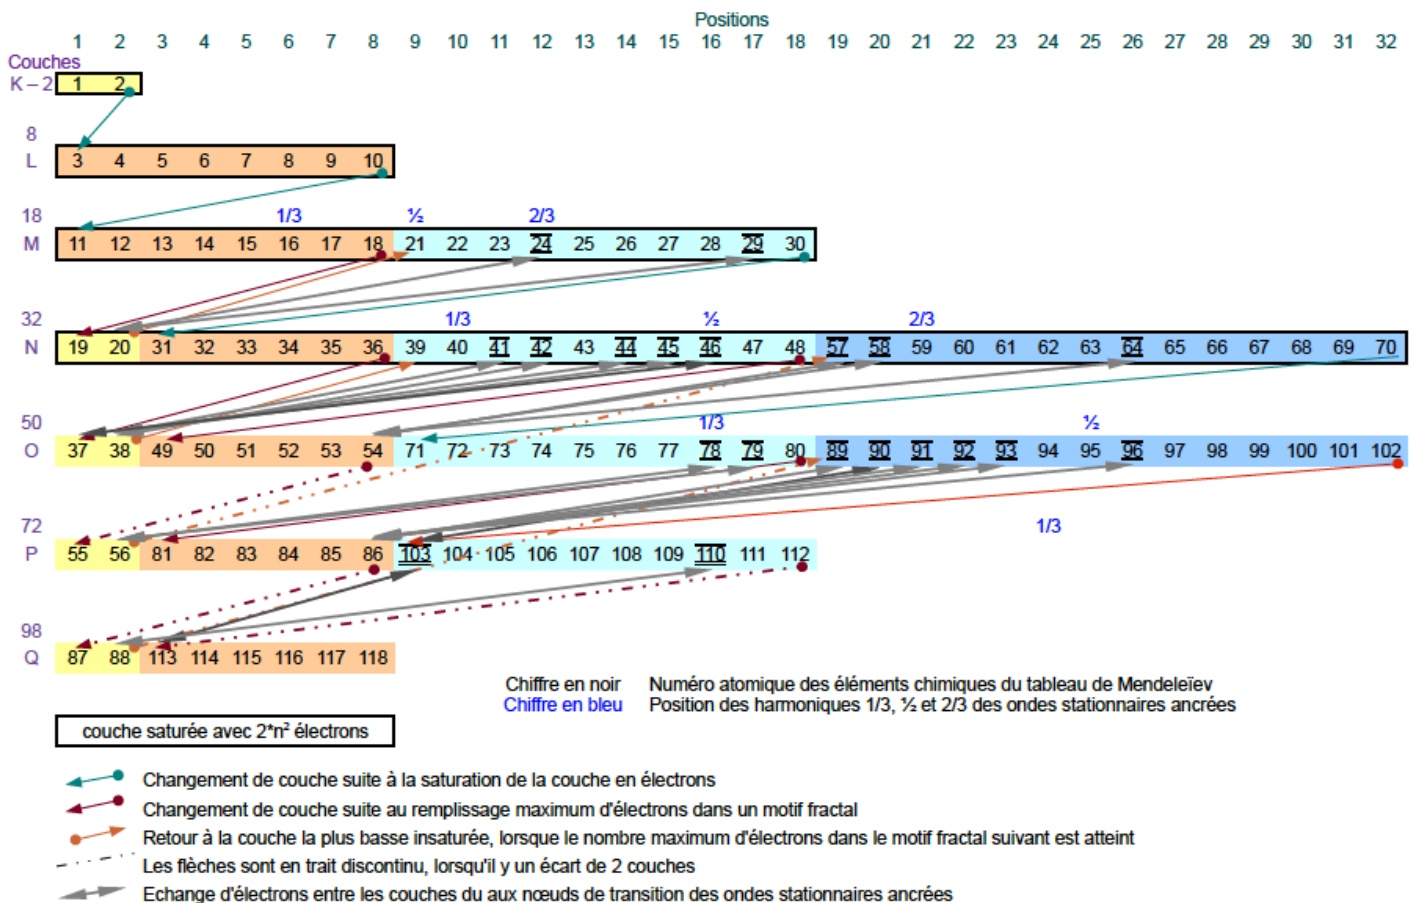 Positions
1 2 3 4 5 6 7 8 9 10 11 12 13 14 15 16 17 18 19 20 21 22 23 24 25 26 27 28 29 30 31 32
Couches
K – 2 1 2
8
L 3 4 5 6 7 8 9 10
18 1/3 ½ 2/3
M 11 12 13 14 15 16 17 18 21 22 23 24 25 26 27 28 29 30
32 1/3 ½ 2/3
N 19 20 31 32 33 34 35 36 39 40 41 42 43 44 45 46 47 48 57 58 59 60 61 62 63 64 65 66 67 68 69 70
50 1/3 ½
O 37 38 49 50 51 52 53 54 71 72 73 74 75 76 77 78 79 80 89 90 91 92 93 94 95 96 97 98 99 100 101 102
72 1/3
P 55 56 81 82 83 84 85 86 103 104 105 106 107 108 109 110 111 112
98
Q 87 88 113 114 115 116 117 118
Chiffre en noir Numéro atomique des éléments chimiques du tableau de Mendeleïev
Chiffre en bleu Position des harmoniques 1/3, ½ et 2/3 des ondes stationnaires ancrées
couche saturée avec 2*n² électrons
Changement de couche suite à la saturation de la couche en électrons
Changement de couche suite au remplissage maximum d'électrons dans un motif fractal
Retour à la couche la plus basse insaturée, lorsque le nombre maximum d'électrons dans le motif fractal suivant est atteint
Les flèches sont en trait discontinu, lorsqu'il y un écart de 2 couches
Echange d'électrons entre les couches du aux nœuds de transition des ondes stationnaires ancrées